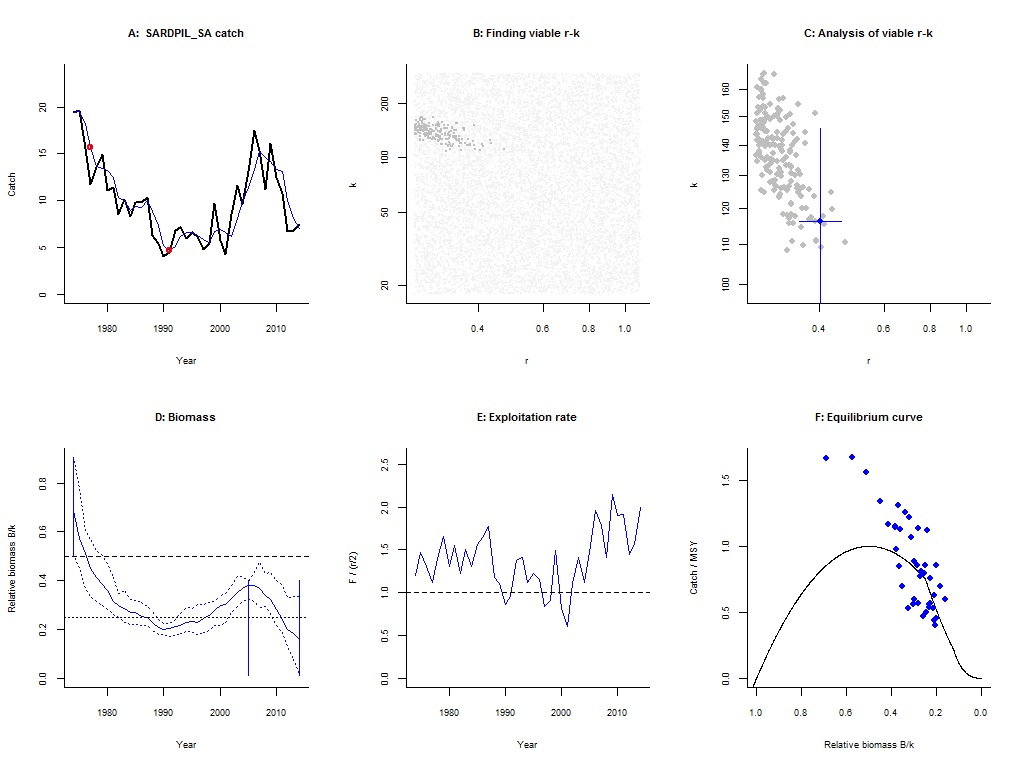 A: SARDPIL_SA catch
Catch
0 5 10 15 20
1980 1990 2000 2010
Year
B: Finding viable r-k
k
20 50 100 200
0.4 0.6 0.8 1.0
r
C: Analysis of viable r-k
k
100 110 120 130 140 150 160
0.4 0.6 0.8 1.0
r
D: Biomass
Relative biomass B/k
0.0 0.2 0.4 0.6 0.8
1980 1990 2000 2010
Year
E: Exploitation rate
F / (r/2)
0.0 0.5 1.0 1.5 2.0 2.5
1980 1990 2000 2010
Year
F: Equilibrium curve
Catch / MSY
0.0 0.5 1.0 1.5
1.0 0.8 0.6 0.4 0.2 0.0
Relative biomass B/k